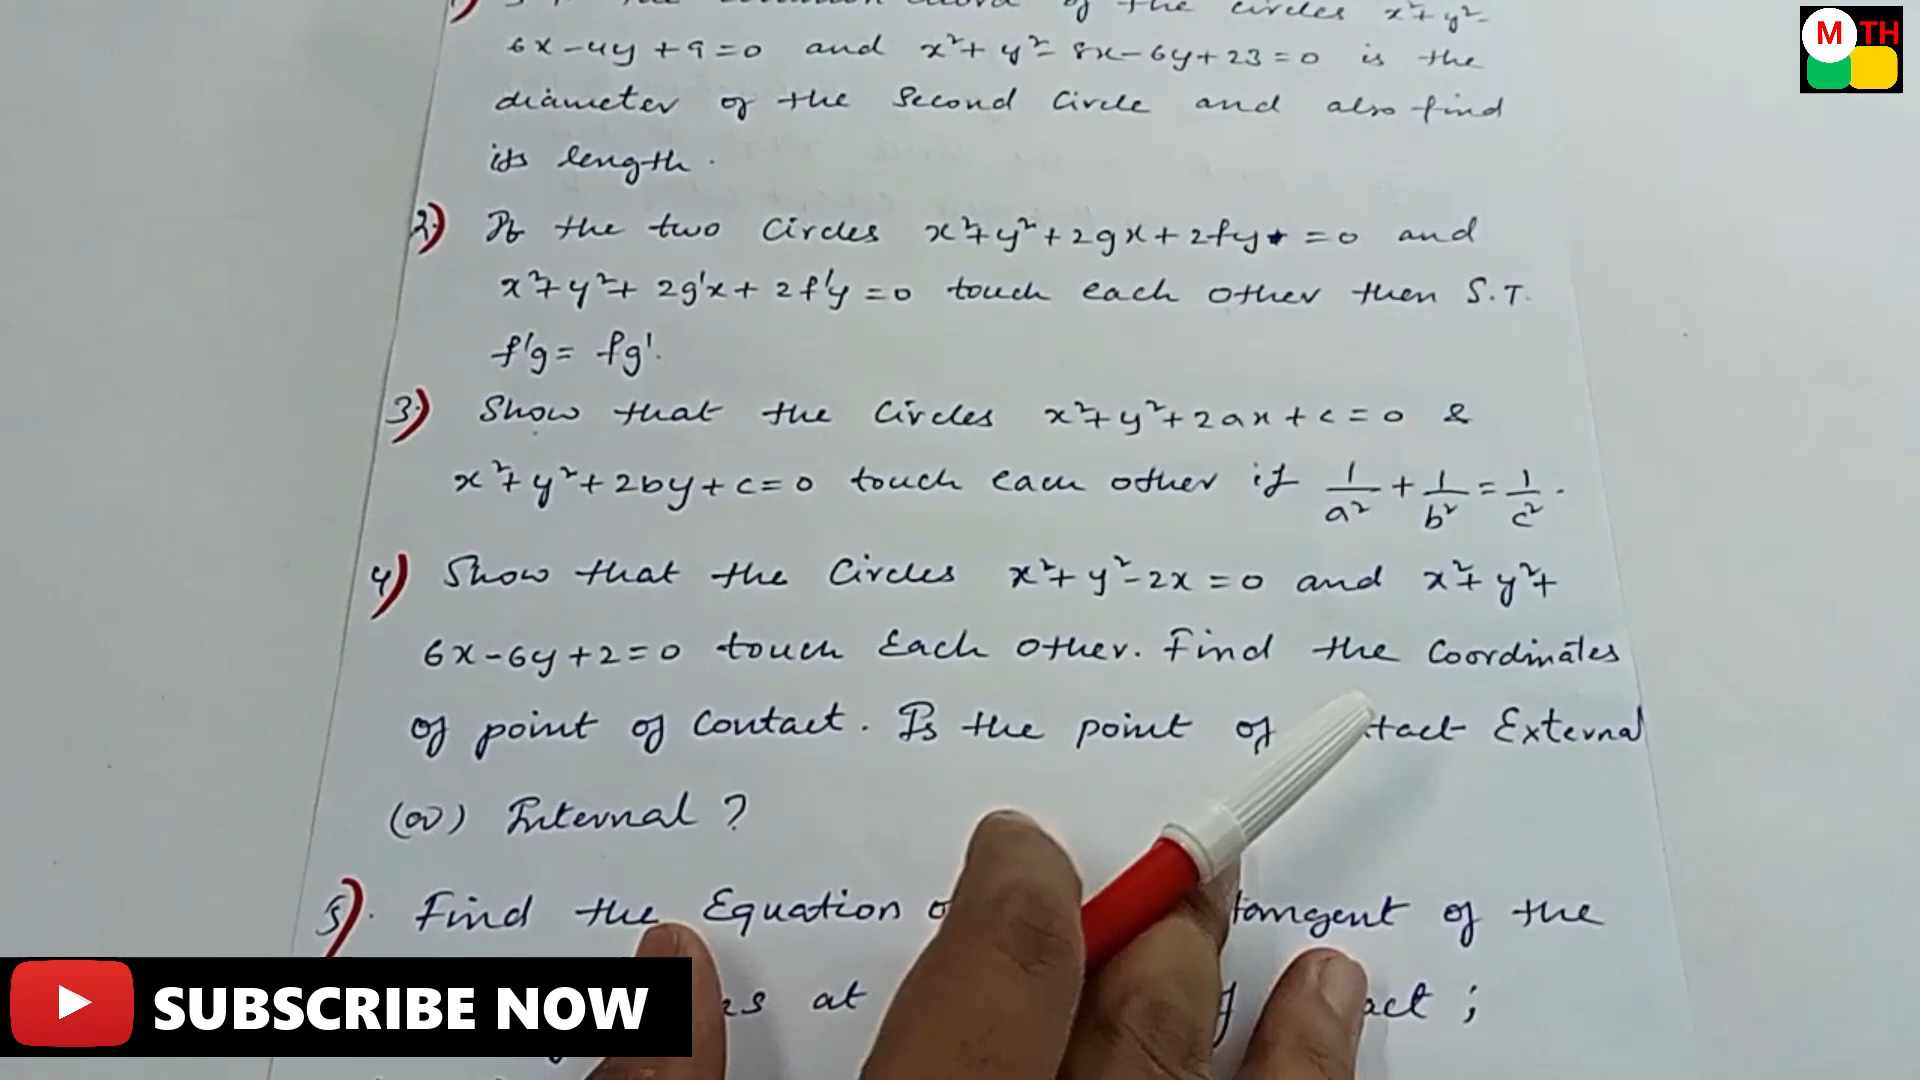 the circles x²+y²-
6x-4y+9=0 and x²+y²-8x-6y+23=0 is the
diameter of the Second Circle and also find
its length.
2) If the two Circles x²+y²+2gx+2fy=0 and
x²+y²+2g'x+2f'y=0 touch each other then S.T.
f'g=fg'.
3) Show that the Circles x²+y²+2ax+c=0 &
x²+y²+2by+c=0 touch each other if 1/a²+1/b²=1/c².
4) Show that the Circles x²+y²-2x=0 and x²+y²+
6x-6y+2=0 touch Each other. Find the Coordinates
of point of Contact. Is the point of External
(or) Internal?
5). Find the Equation tangent of the
at
;
M TH
SUBSCRIBE NOW